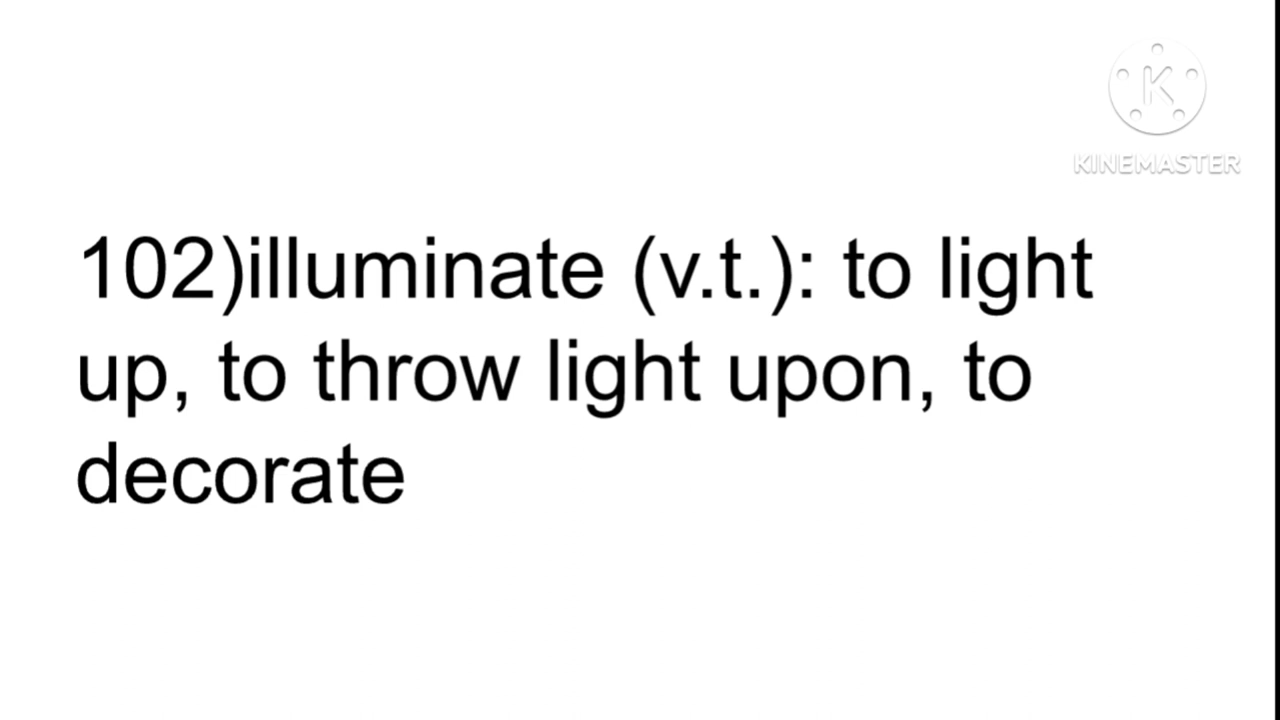 K
KINEMASTER
102)illuminate (v.t.): to light
up, to throw light upon, to
decorate